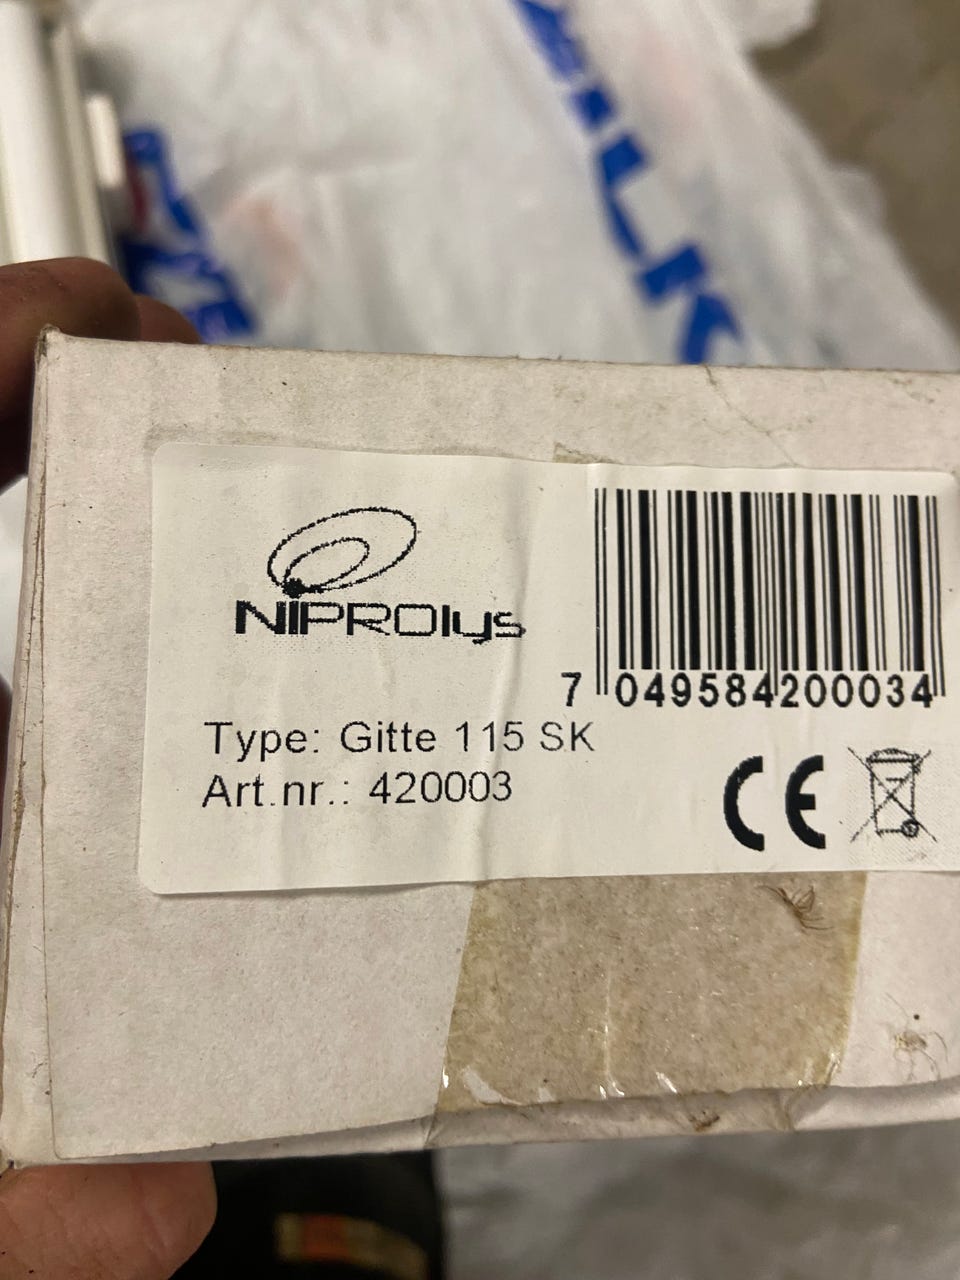 NIPROlys
7 049584 200034
Type: Gitte 115 SK
Art.nr.: 420003
CE